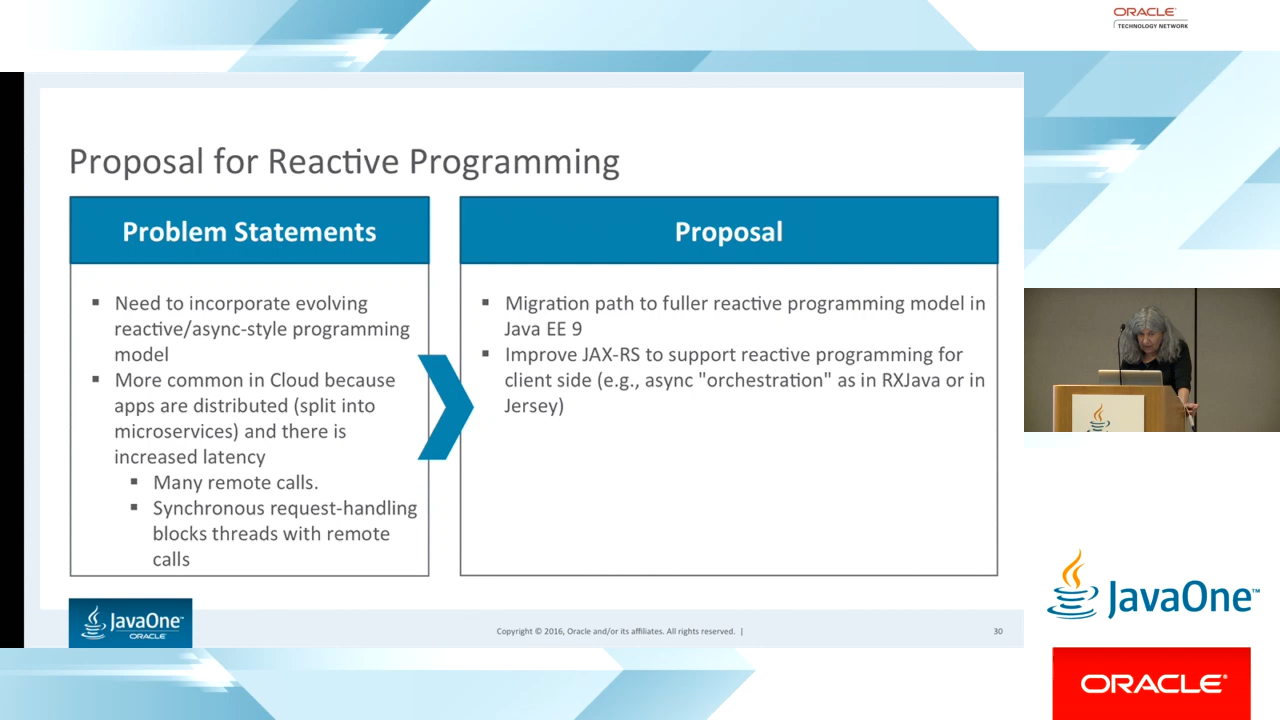 ORACLE
TECHNOLOGY NETWORK
Proposal for Reactive Programming
Problem Statements
▪ Need to incorporate evolving
reactive/async-style programming
model
▪ More common in Cloud because
apps are distributed (split into
microservices) and there is
increased latency
▪ Many remote calls.
▪ Synchronous request-handling
blocks threads with remote
calls
Proposal
▪ Migration path to fuller reactive programming model in
Java EE 9
▪ Improve JAX-RS to support reactive programming for
client side (e.g., async "orchestration" as in RXJava or in
Jersey)
JavaOne™
ORACLE
Copyright © 2016, Oracle and/or its affiliates. All rights reserved. |
30
JavaOne™
ORACLE®